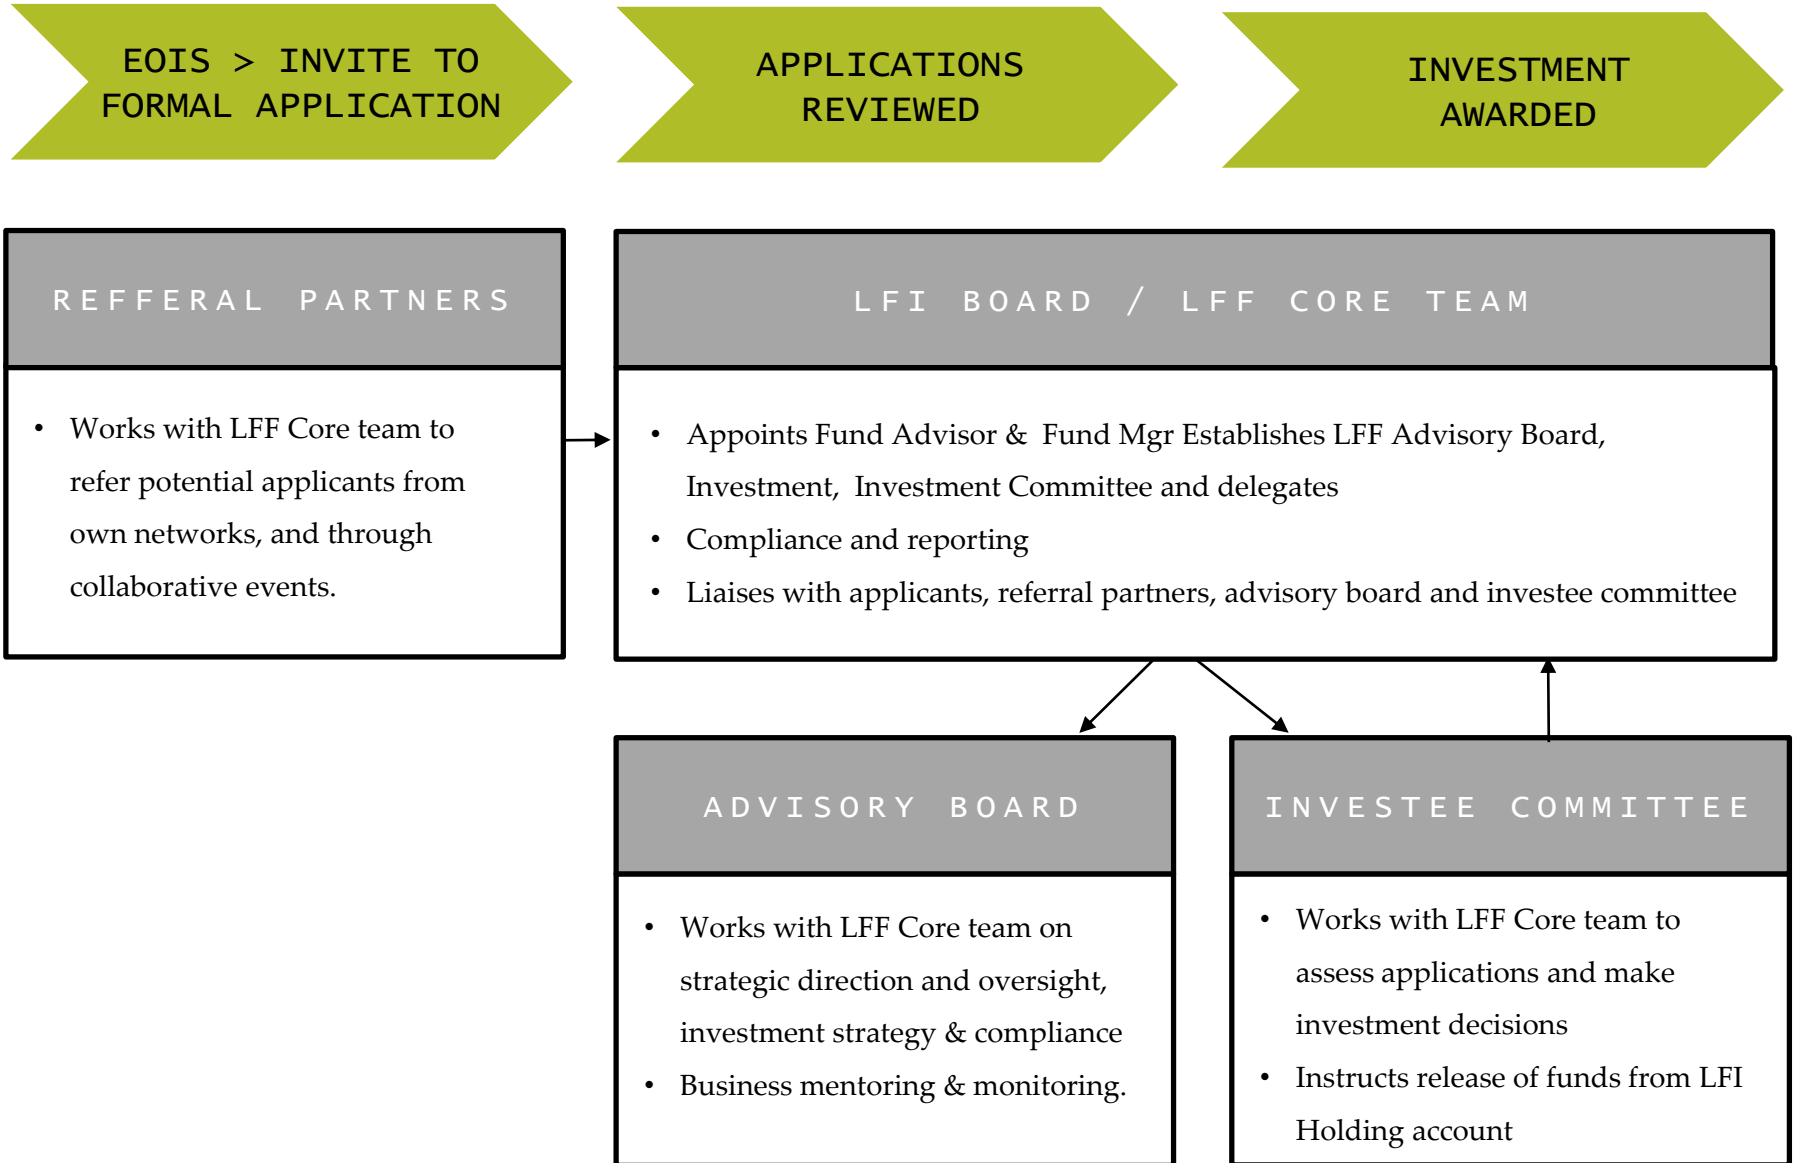 EOIS > INVITE TO
FORMAL APPLICATION
APPLICATIONS
REVIEWED
INVESTMENT
AWARDED
REFFERAL PARTNERS
• Works with LFF Core team to
refer potential applicants from
own networks, and through
collaborative events.
LFI BOARD / LFF CORE TEAM
• Appoints Fund Advisor & Fund Mgr Establishes LFF Advisory Board,
Investment, Investment Committee and delegates
• Compliance and reporting
• Liaises with applicants, referral partners, advisory board and investee committee
ADVISORY BOARD
• Works with LFF Core team on
strategic direction and oversight,
investment strategy & compliance
• Business mentoring & monitoring.
INVESTEE COMMITTEE
• Works with LFF Core team to
assess applications and make
investment decisions
• Instructs release of funds from LFI
Holding account